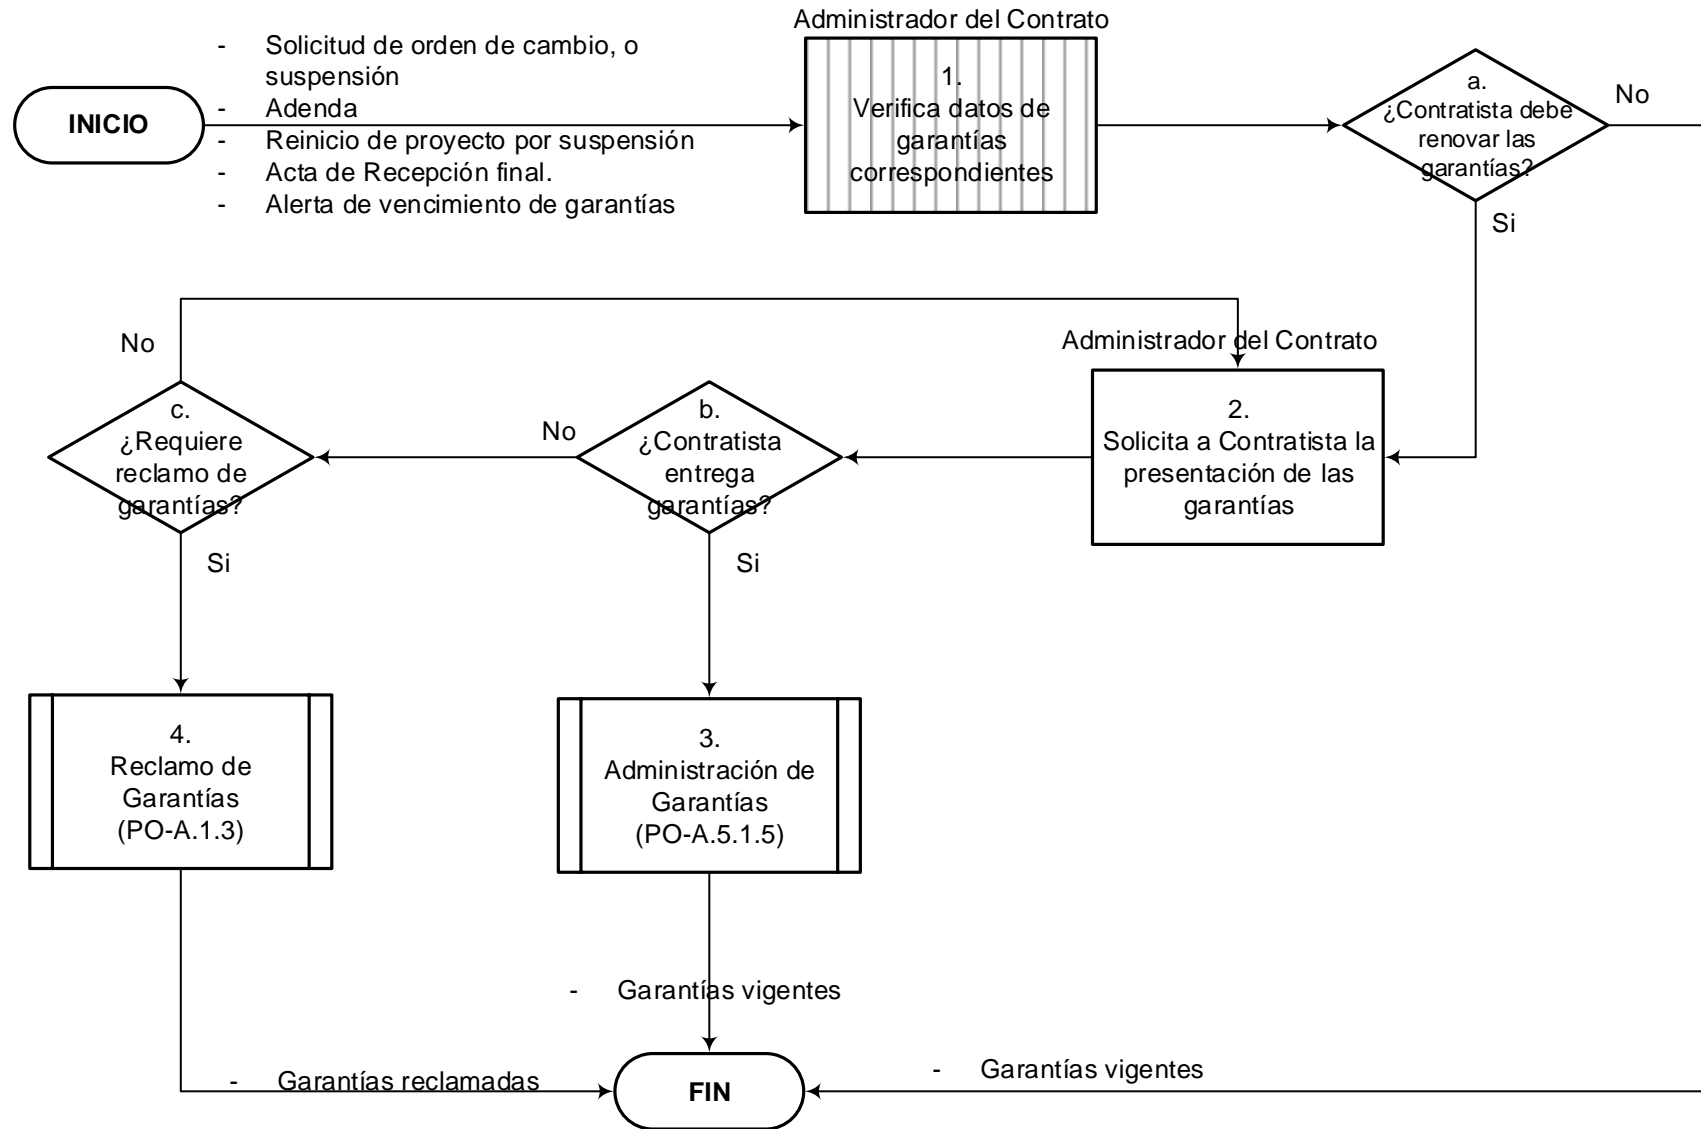 INICIO
- Solicitud de orden de cambio, o
suspensión
- Adenda
- Reinicio de proyecto por suspensión
- Acta de Recepción final.
- Alerta de vencimiento de garantías
Administrador del Contrato
1.
Verifica datos de
garantías
correspondientes
a.
¿Contratista debe
renovar las
garantías?
No
Si
Administrador del Contrato
2.
Solicita a Contratista la
presentación de las
garantías
b.
¿Contratista
entrega
garantías?
No
Si
c.
¿Requiere
reclamo de
garantías?
No
Si
4.
Reclamo de
Garantías
(PO-A.1.3)
3.
Administración de
Garantías
(PO-A.5.1.5)
- Garantías vigentes
- Garantías reclamadas
FIN
- Garantías vigentes